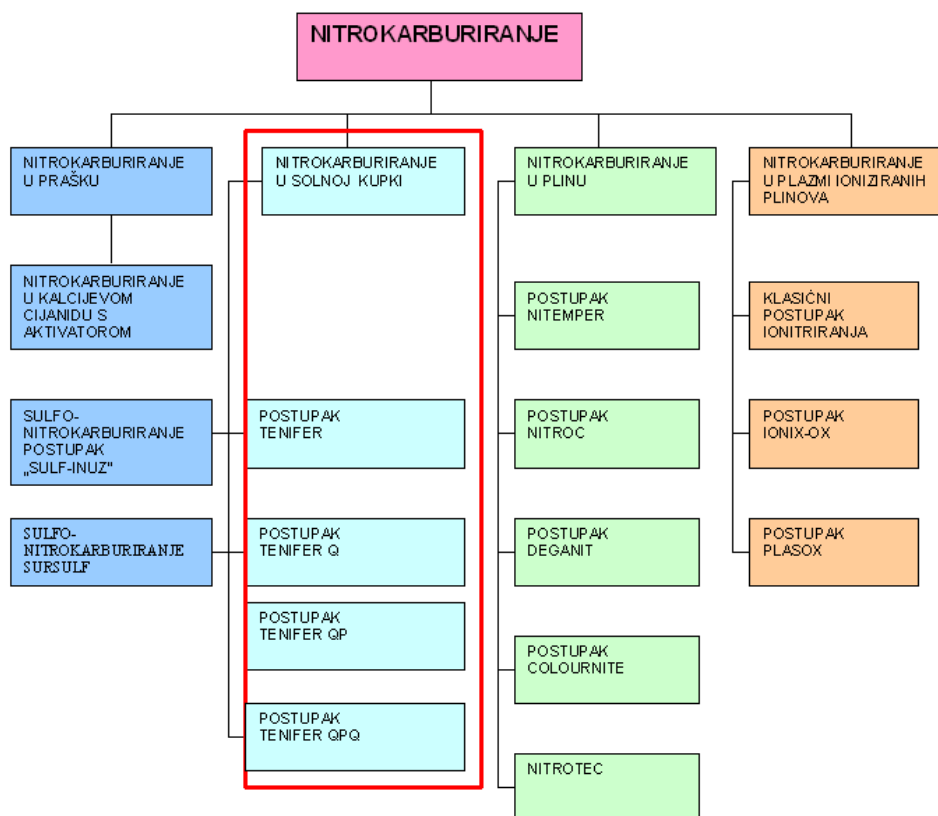 NITROKARBURIRANJE
NITROKARBURIRANJE
U PRAŠKU
NITROKARBURIRANJE
U SOLNOJ KUPKI
NITROKARBURIRANJE
U PLINU
NITROKARBURIRANJE
U PLAZMI IONIZIRANIH
PLINOVA
NITROKARBURIRANJE
U KALCIJEVOM
CIJANIDU S
AKTIVATOROM
POSTUPAK
NITEMPER
KLASIČNI
POSTUPAK
IONITRIRANJA
SULFO-
NITROKARBURIRANJE
POSTUPAK
„SULF-INUZ"
POSTUPAK
TENIFER
POSTUPAK
NITROC
POSTUPAK
IONIX-OX
SULFO-
NITROKARBURIRANJE
SURSULF
POSTUPAK
TENIFER Q
POSTUPAK
DEGANIT
POSTUPAK
PLASOX
POSTUPAK
TENIFER QP
POSTUPAK
COLOURNITE
POSTUPAK
TENIFER QPQ
NITROTEC